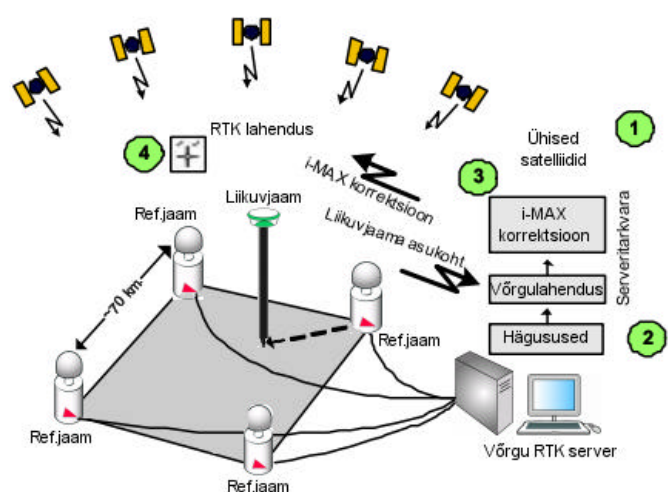 1
RTK lahendus
4
Ühised
satelliidid
3
i-MAX korrektsioon
Liikuvjaam
i-MAX
korrektsioon
Serveritarkvara
Ref.jaam
Liikuvjaama asukoht
Võrgulahendus
~70 km.
Hägusused
2
Ref.jaam
Ref.jaam
Võrgu RTK server
Ref.jaam